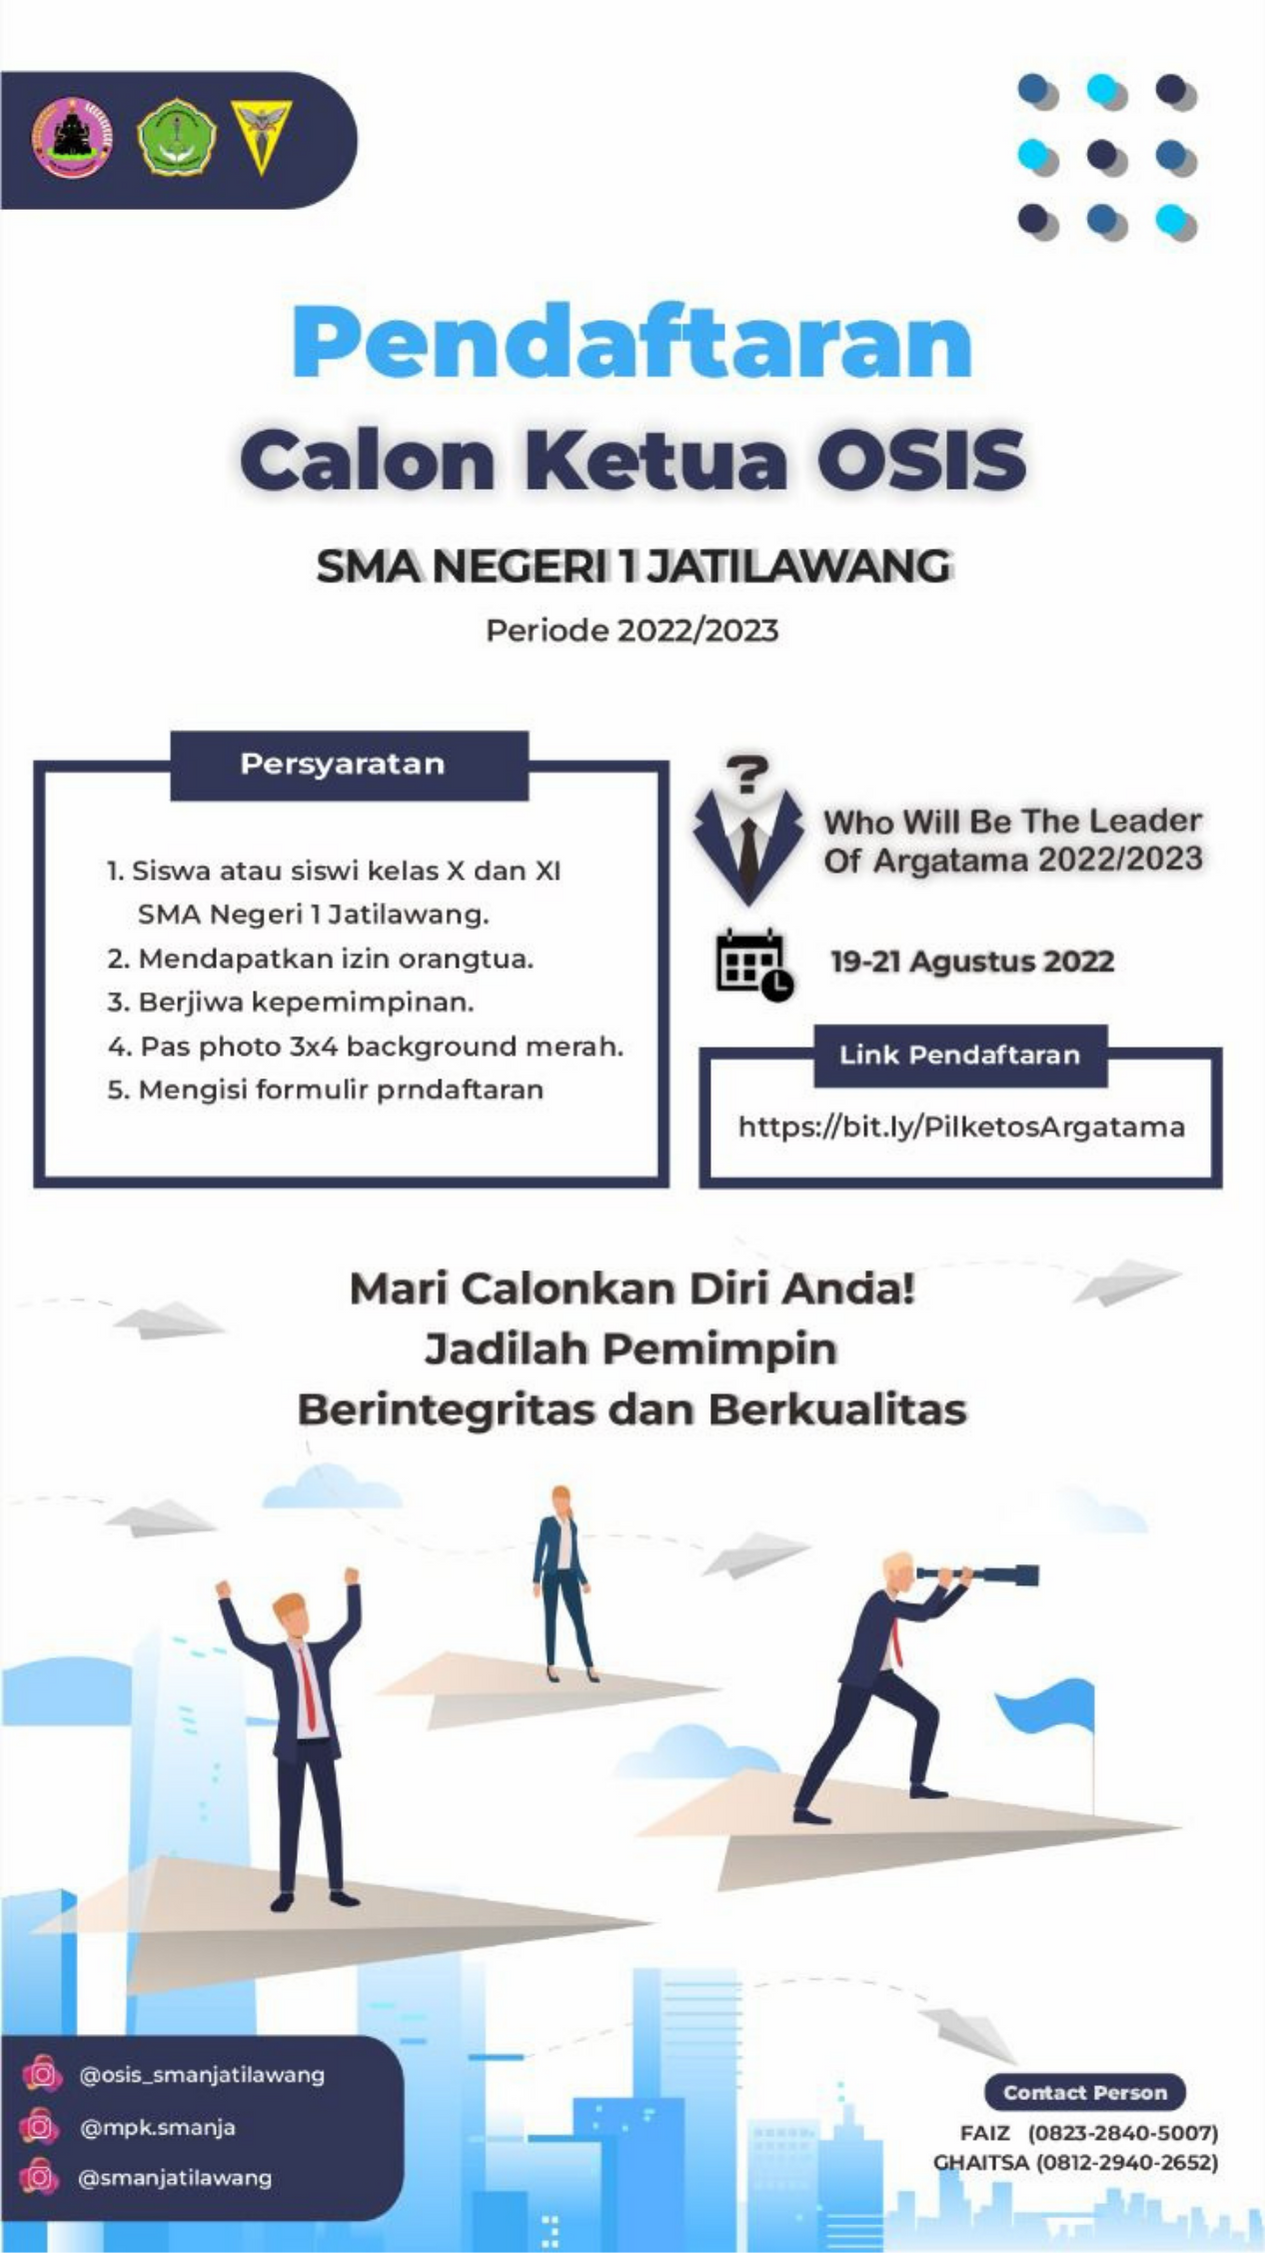 Pendaftaran
Calon Ketua OSIS
SMA NEGERI 1 JATILAWANG
Periode 2022/2023
Persyaratan
1. Siswa atau siswi kelas X dan XI
SMA Negeri 1 Jatilawang.
2. Mendapatkan izin orangtua.
3. Berjiwa kepemimpinan.
4. Pas photo 3x4 background merah.
5. Mengisi formulir prndaftaran
?
Who Will Be The Leader
Of Argatama 2022/2023
19-21 Agustus 2022
Link Pendaftaran
https://bit.ly/PilketosArgatama
Mari Calonkan Diri Anda!
Jadilah Pemimpin
Berintegritas dan Berkualitas
@osis_smanjatilawang
@mpk.smanja
@smanjatilawang
Contact Person
FAIZ (0823-2840-5007)
GHAITSA (0812-2940-2652)